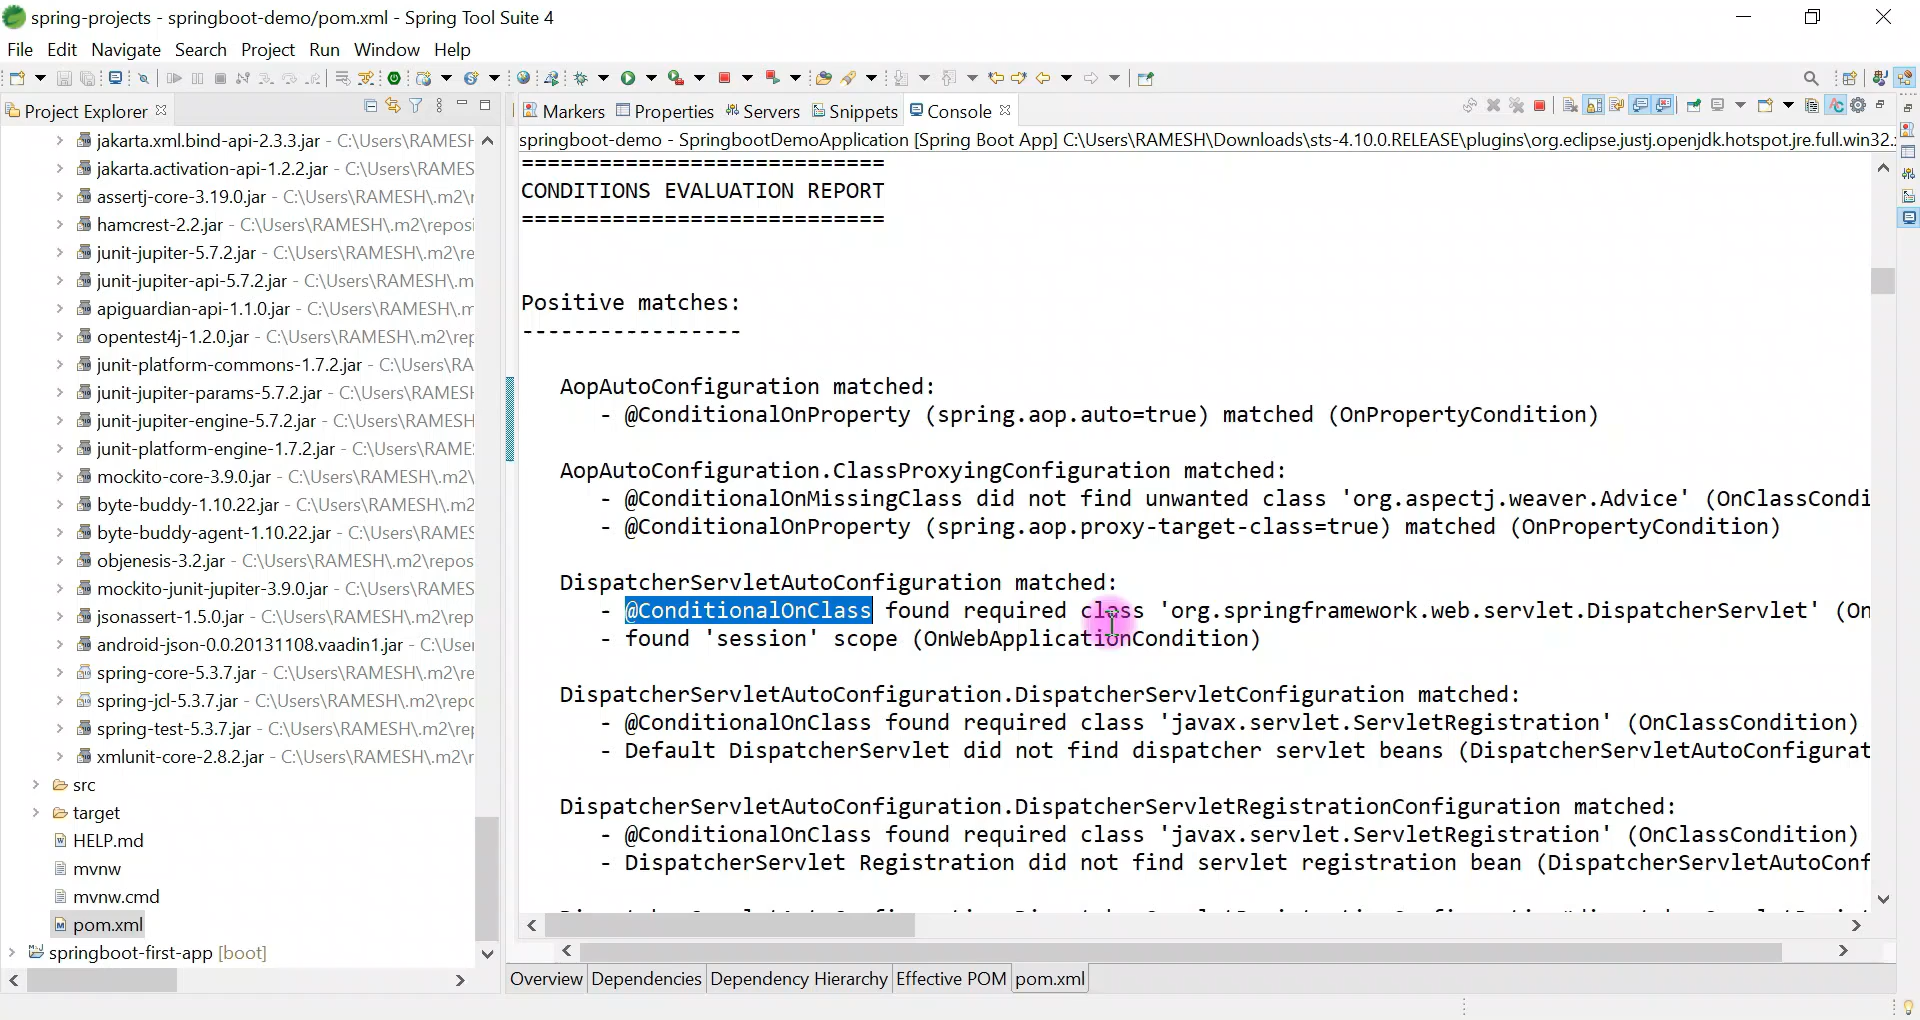 spring-projects - springboot-demo/pom.xml - Spring Tool Suite 4
File Edit Navigate Search Project Run Window Help
Project Explorer
jakarta.xml.bind-api-2.3.3.jar - C:\Users\RAMESH
jakarta.activation-api-1.2.2.jar - C:\Users\RAMES
assertj-core-3.19.0.jar - C:\Users\RAMESH\.m2\
hamcrest-2.2.jar - C:\Users\RAMESH\.m2\reposi
junit-jupiter-5.7.2.jar - C:\Users\RAMESH\.m2\re
junit-jupiter-api-5.7.2.jar - C:\Users\RAMESH\.m
apiguardian-api-1.1.0.jar - C:\Users\RAMESH\.m
opentest4j-1.2.0.jar - C:\Users\RAMESH\.m2\rep
junit-platform-commons-1.7.2.jar - C:\Users\RA
junit-jupiter-params-5.7.2.jar - C:\Users\RAMESH
junit-jupiter-engine-5.7.2.jar - C:\Users\RAMESH
junit-platform-engine-1.7.2.jar - C:\Users\RAME
mockito-core-3.9.0.jar - C:\Users\RAMESH\.m2\
byte-buddy-1.10.22.jar - C:\Users\RAMESH\.m2
byte-buddy-agent-1.10.22.jar - C:\Users\RAMES
objenesis-3.2.jar - C:\Users\RAMESH\.m2\repos
mockito-junit-jupiter-3.9.0.jar - C:\Users\RAMES
jsonassert-1.5.0.jar - C:\Users\RAMESH\.m2\rep
android-json-0.0.20131108.vaadin1.jar - C:\User
spring-core-5.3.7.jar - C:\Users\RAMESH\.m2\re
spring-jcl-5.3.7.jar - C:\Users\RAMESH\.m2\repo
spring-test-5.3.7.jar - C:\Users\RAMESH\.m2\rep
xmlunit-core-2.8.2.jar - C:\Users\RAMESH\.m2\r
src
target
HELP.md
mvnw
mvnw.cmd
pom.xml
springboot-first-app [boot]
Markers Properties Servers Snippets Console
springboot-demo - SpringbootDemoApplication [Spring Boot App] C:\Users\RAMESH\Downloads\sts-4.10.0.RELEASE\plugins\org.eclipse.justj.openjdk.hotspot.jre.full.win32.
============================
CONDITIONS EVALUATION REPORT
============================
Positive matches:
-----------------
AopAutoConfiguration matched:
- @ConditionalOnProperty (spring.aop.auto=true) matched (OnPropertyCondition)
AopAutoConfiguration.ClassProxyingConfiguration matched:
- @ConditionalOnMissingClass did not find unwanted class 'org.aspectj.weaver.Advice' (OnClassCondi
- @ConditionalOnProperty (spring.aop.proxy-target-class=true) matched (OnPropertyCondition)
DispatcherServletAutoConfiguration matched:
- @ConditionalOnClass found required class 'org.springframework.web.servlet.DispatcherServlet' (On
- found 'session' scope (OnWebApplicationCondition)
DispatcherServletAutoConfiguration.DispatcherServletConfiguration matched:
- @ConditionalOnClass found required class 'javax.servlet.ServletRegistration' (OnClassCondition)
- Default DispatcherServlet did not find dispatcher servlet beans (DispatcherServletAutoConfigurat
DispatcherServletAutoConfiguration.DispatcherServletRegistrationConfiguration matched:
- @ConditionalOnClass found required class 'javax.servlet.ServletRegistration' (OnClassCondition)
- DispatcherServlet Registration did not find servlet registration bean (DispatcherServletAutoConf
Overview Dependencies Dependency Hierarchy Effective POM pom.xml